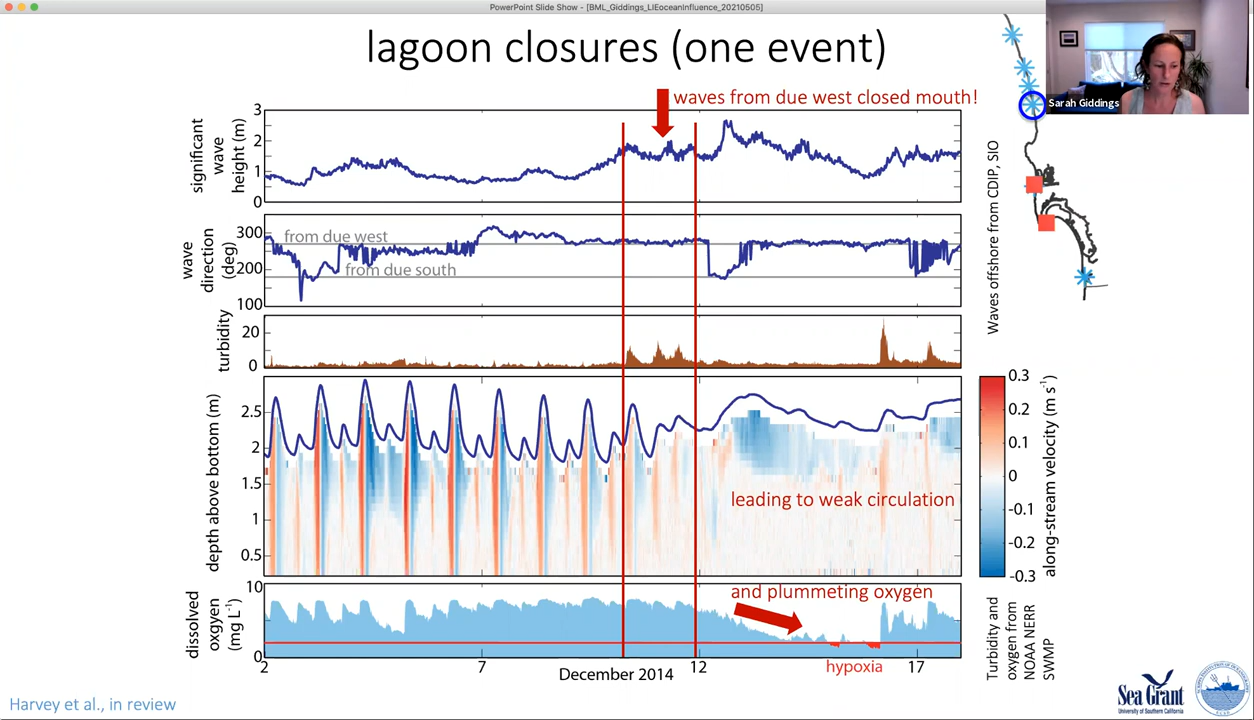 PowerPoint Slide Show - [BML_Giddings_LIEoceanInfluence_20210505]
lagoon closures (one event)
Sarah Giddings
waves from due west closed mouth!
significant
wave
height (m)
3
2
1
0
wave
direction
(deg)
300
200
100
from due west
from due south
turbidity
20
0
depth above bottom (m)
2.5
2
1.5
1
0.5
leading to weak circulation
dissolved
oxgyen
(mg L-1)
10
5
0
and plummeting oxygen
hypoxia
2
7
12
17
December 2014
Waves offshore from CDIP, SIO
0.3
0.2
0.1
0
-0.1
-0.2
-0.3
along-stream velocity (m s-1)
Turbidity and
oxygen from
NOAA NERR
SWMP
Harvey et al., in review
Sea Grant
University of Southern California